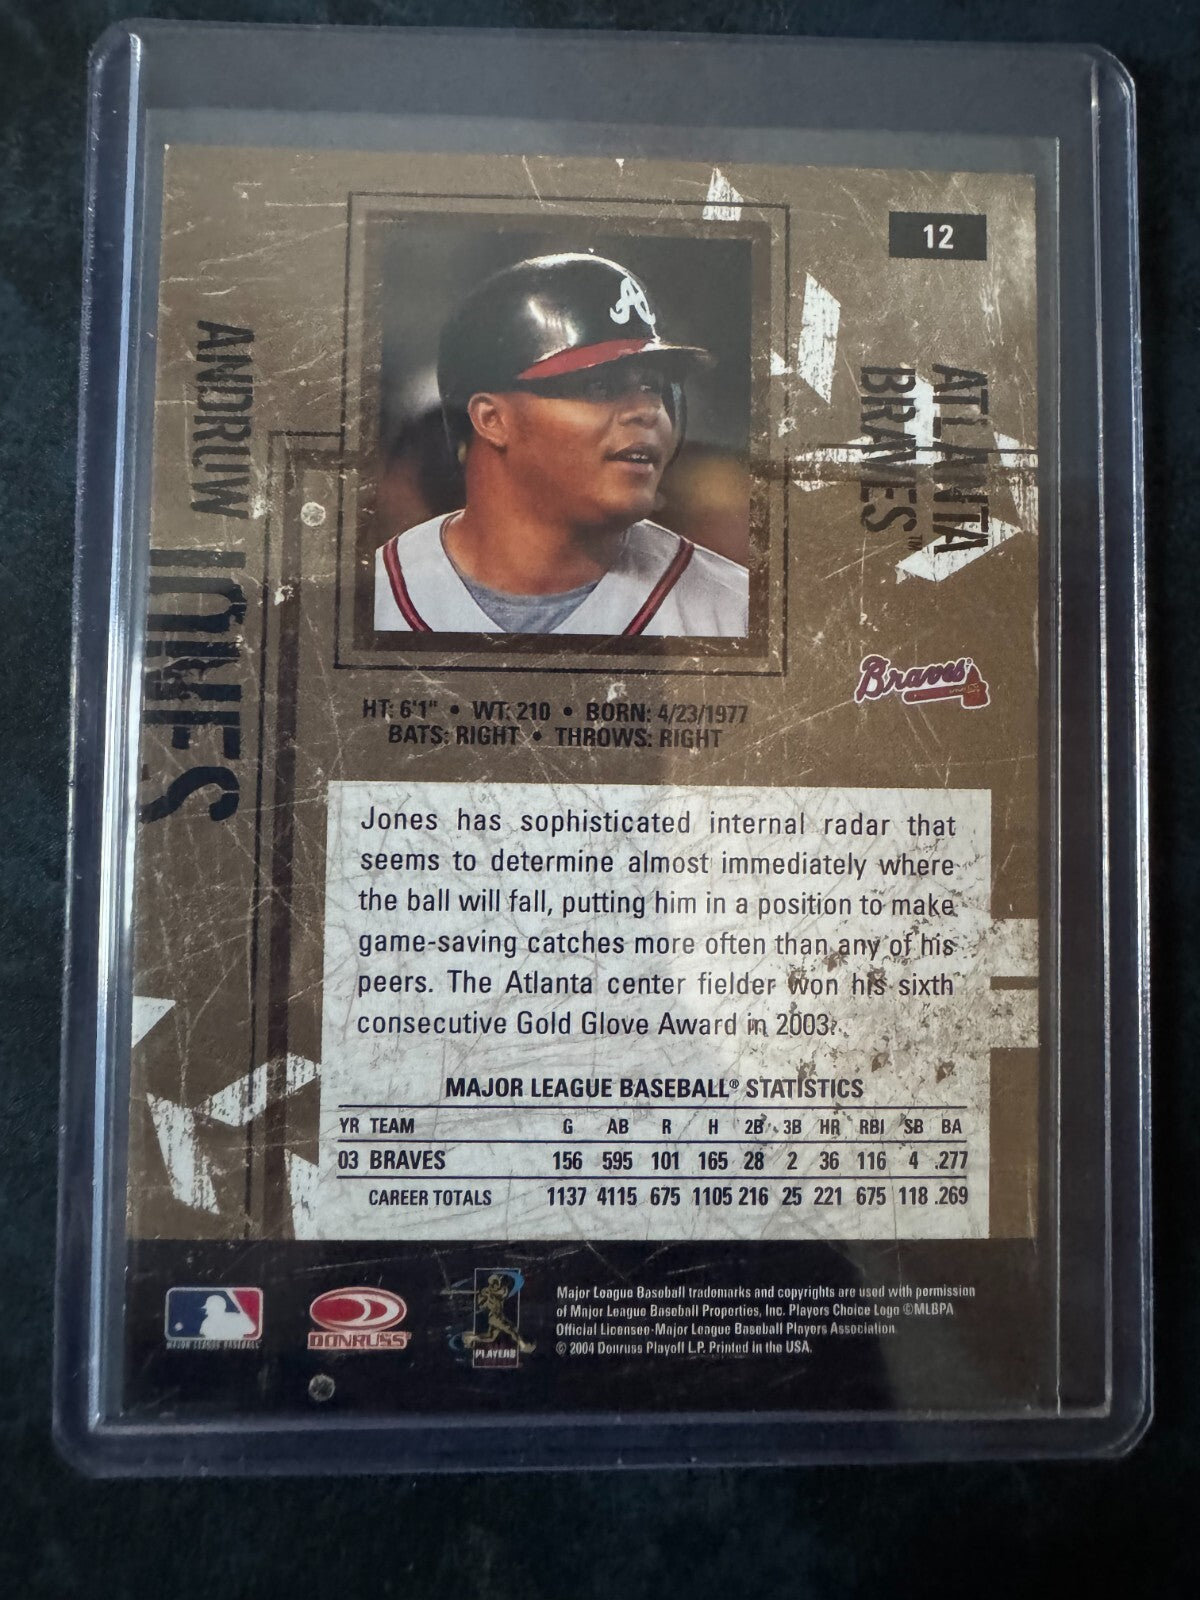 12
ATLANTA
BRAVES™
Braves
ANDRUW
JONES
HT: 6'1" • WT: 210 • BORN: 4/23/1977
BATS: RIGHT • THROWS: RIGHT
Jones has sophisticated internal radar that
seems to determine almost immediately where
the ball will fall, putting him in a position to make
game-saving catches more often than any of his
peers. The Atlanta center fielder won his sixth
consecutive Gold Glove Award in 2003.
MAJOR LEAGUE BASEBALL® STATISTICS
YR TEAM G AB R H 2B 3B HR RBI SB BA
03 BRAVES 156 595 101 165 28 2 36 116 4 .277
CAREER TOTALS 1137 4115 675 1105 216 25 221 675 118 .269
MAJOR LEAGUE BASEBALL
DONRUSS
PLAYERS
Major League Baseball trademarks and copyrights are used with permission
of Major League Baseball Properties, Inc. Players Choice Logo ©MLBPA
Official Licensee-Major League Baseball Players Association
© 2004 Donruss Playoff L.P. Printed in the USA.